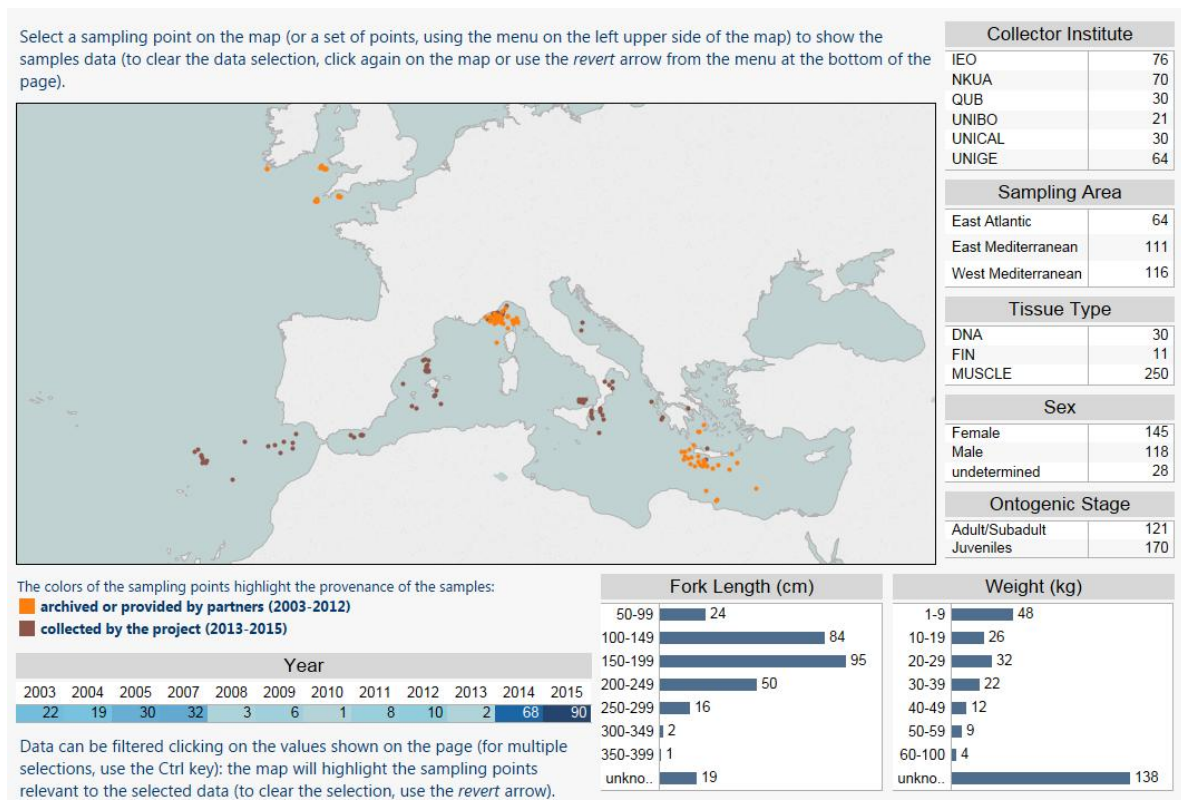 Select a sampling point on the map (or a set of points, using the menu on the left upper side of the map) to show the
samples data (to clear the data selection, click again on the map or use the revert arrow from the menu at the bottom of the
page).
Collector Institute
IEO 76
NKUA 70
QUB 30
UNIBO 21
UNICAL 30
UNIGE 64
Sampling Area
East Atlantic 64
East Mediterranean 111
West Mediterranean 116
Tissue Type
DNA 30
FIN 11
MUSCLE 250
Sex
Female 145
Male 118
undetermined 28
Ontogenic Stage
Adult/Subadult 121
Juveniles 170
The colors of the sampling points highlight the provenance of the samples:
archived or provided by partners (2003-2012)
collected by the project (2013-2015)
Year
2003 2004 2005 2007 2008 2009 2010 2011 2012 2013 2014 2015
22 19 30 32 3 6 1 8 10 2 68 90
Data can be filtered clicking on the values shown on the page (for multiple
selections, use the Ctrl key): the map will highlight the sampling points
relevant to the selected data (to clear the selection, use the revert arrow).
Fork Length (cm)
50-99 24
100-149 84
150-199 95
200-249 50
250-299 16
300-349 2
350-399 1
unkno.. 19
Weight (kg)
1-9 48
10-19 26
20-29 32
30-39 22
40-49 12
50-59 9
60-100 4
unkno.. 138